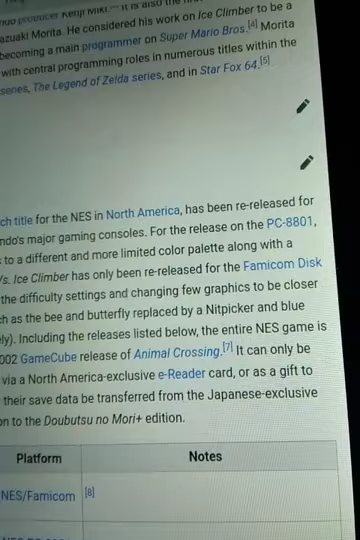 ndo producer Kenji Miki. It is also the first
azuaki Morita. He considered his work on Ice Climber to be a
becoming a main programmer on Super Mario Bros.[4] Morita
with central programming roles in numerous titles within the
series, The Legend of Zelda series, and in Star Fox 64.[5]
ch title for the NES in North America, has been re-released for
ndo's major gaming consoles. For the release on the PC-8801,
to a different and more limited color palette along with a
s. Ice Climber has only been re-released for the Famicom Disk
the difficulty settings and changing few graphics to be closer
ch as the bee and butterfly replaced by a Nitpicker and blue
ly). Including the releases listed below, the entire NES game is
002 GameCube release of Animal Crossing.[7] It can only be
via a North America-exclusive e-Reader card, or as a gift to
their save data be transferred from the Japanese-exclusive
on to the Doubutsu no Mori+ edition.
Platform Notes
NES/Famicom [8]